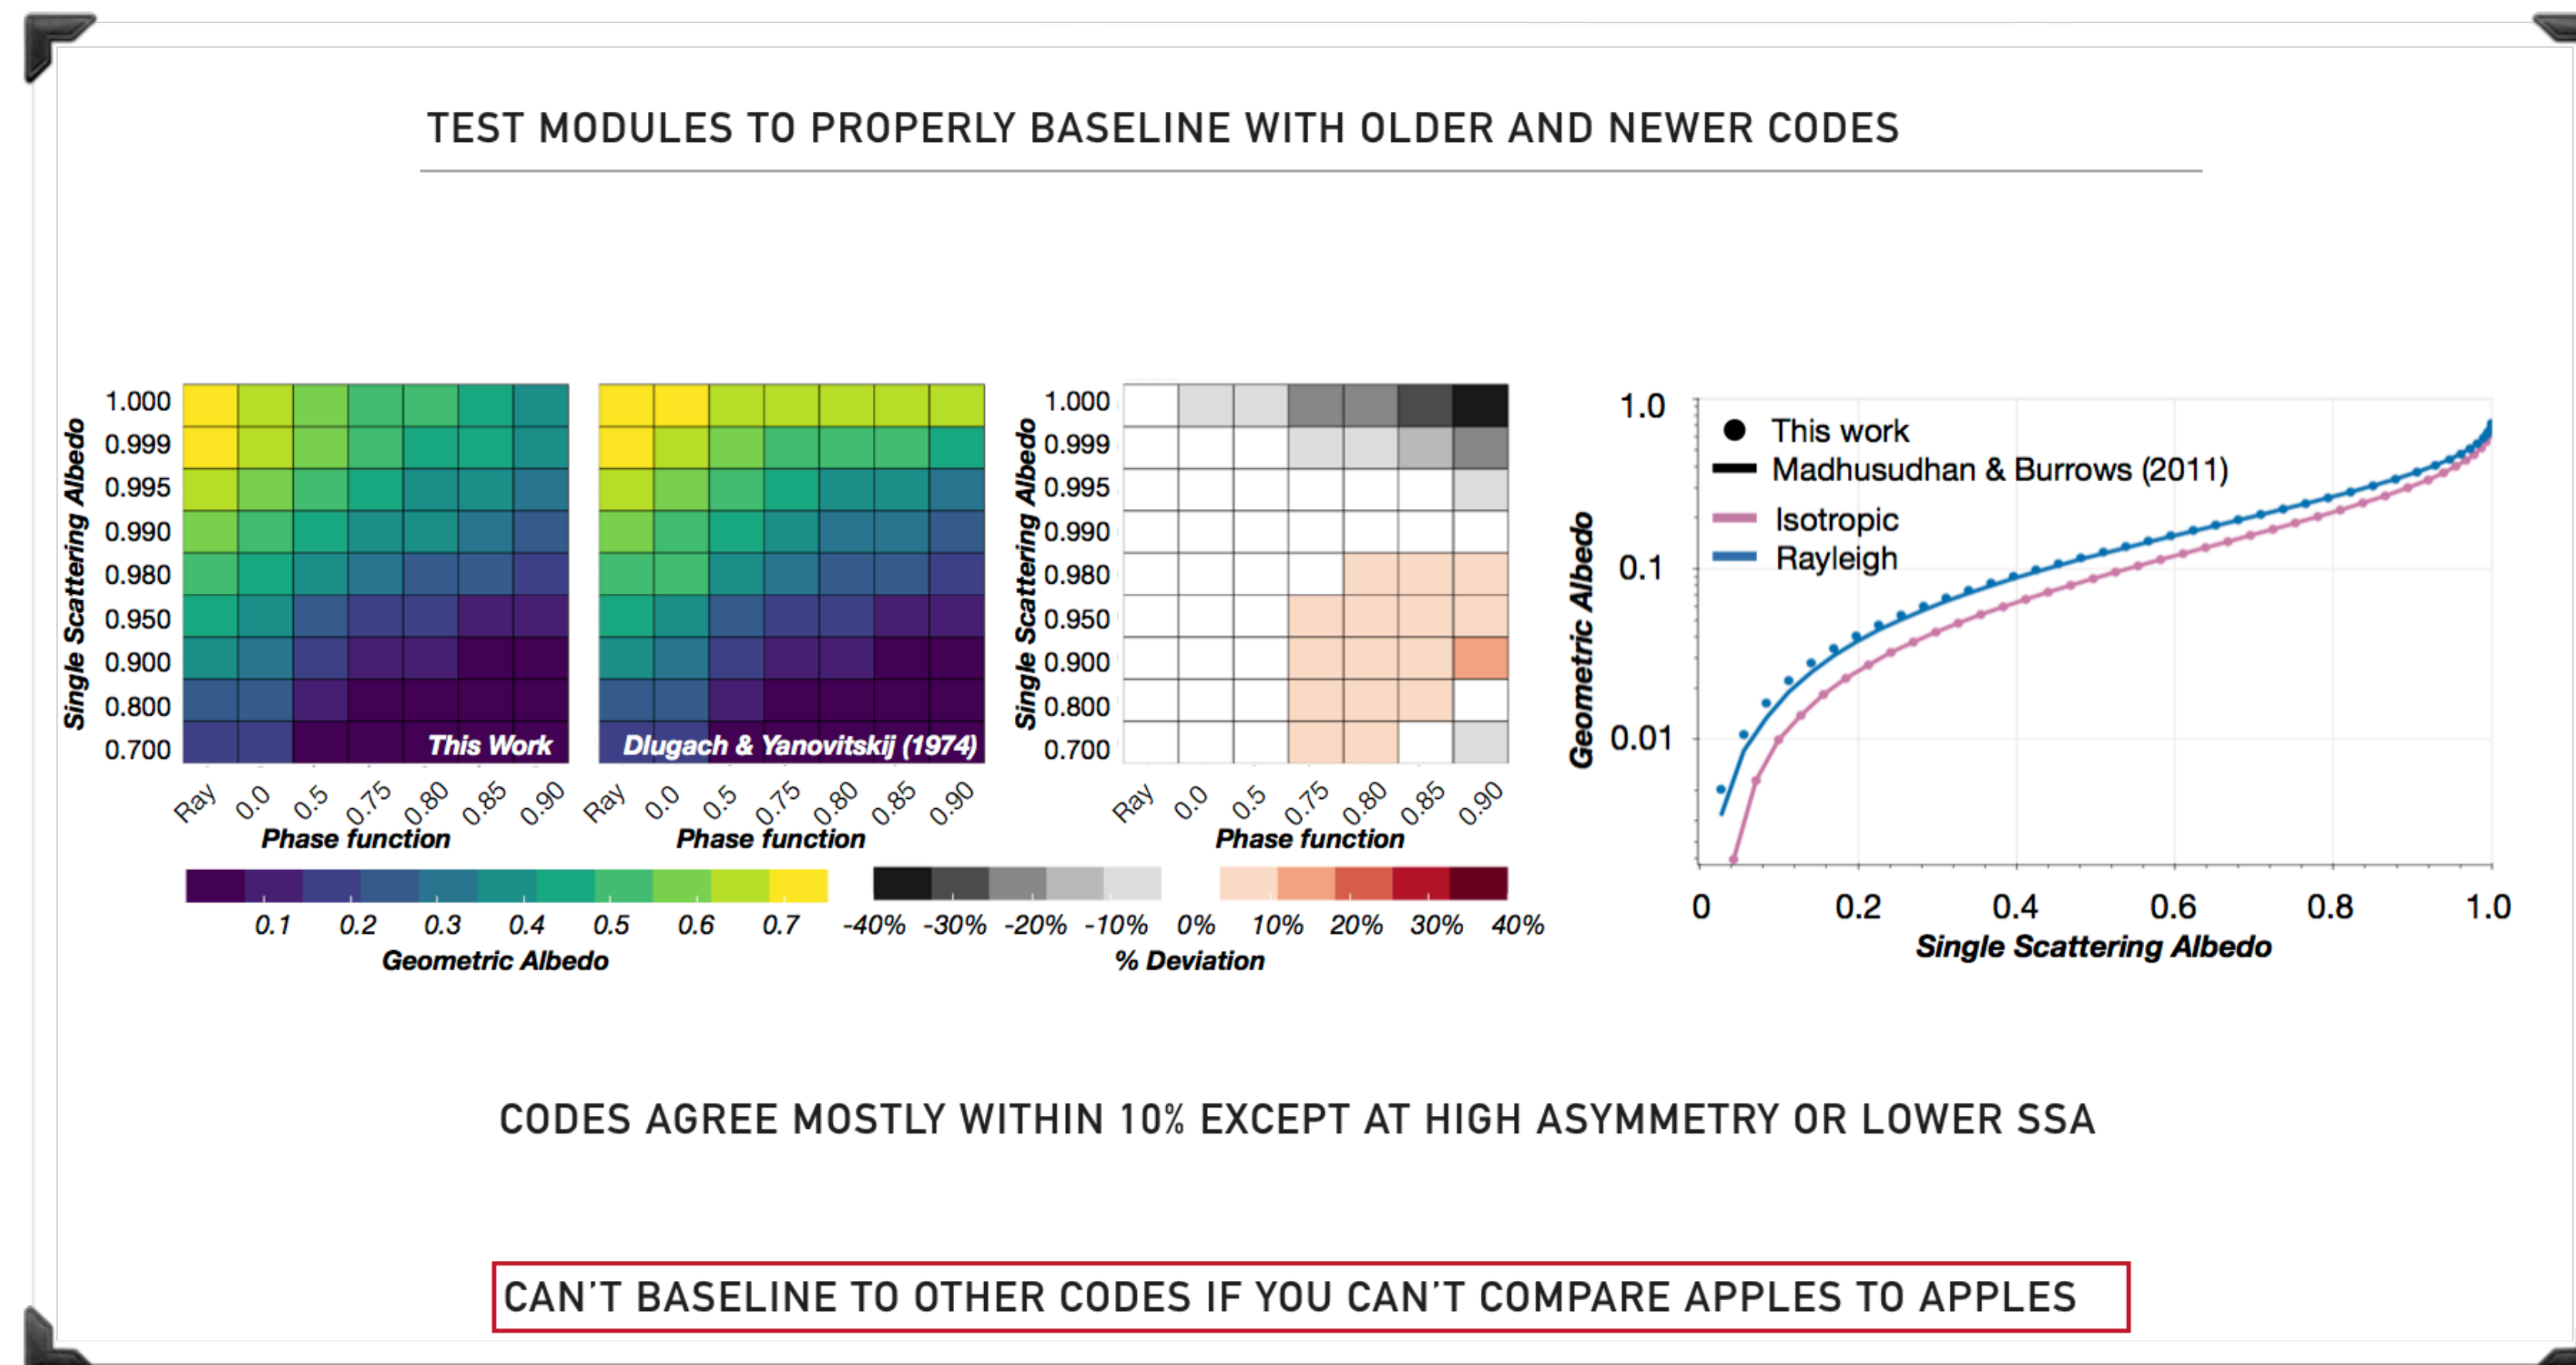 TEST MODULES TO PROPERLY BASELINE WITH OLDER AND NEWER CODES
Single Scattering Albedo
1.000
0.999
0.995
0.990
0.980
0.950
0.900
0.800
0.700
This Work
Ray 0.0 0.5 0.75 0.80 0.85 0.90
Phase function
Dlugach & Yanovitskij (1974)
Ray 0.0 0.5 0.75 0.80 0.85 0.90
Phase function
0.1 0.2 0.3 0.4 0.5 0.6 0.7
Geometric Albedo
Single Scattering Albedo
1.000
0.999
0.995
0.990
0.980
0.950
0.900
0.800
0.700
Ray 0.0 0.5 0.75 0.80 0.85 0.90
Phase function
-40% -30% -20% -10% 0% 10% 20% 30% 40%
% Deviation
Geometric Albedo
1.0
0.1
0.01
This work
Madhusudhan & Burrows (2011)
Isotropic
Rayleigh
0 0.2 0.4 0.6 0.8 1.0
Single Scattering Albedo
CODES AGREE MOSTLY WITHIN 10% EXCEPT AT HIGH ASYMMETRY OR LOWER SSA
CAN'T BASELINE TO OTHER CODES IF YOU CAN'T COMPARE APPLES TO APPLES